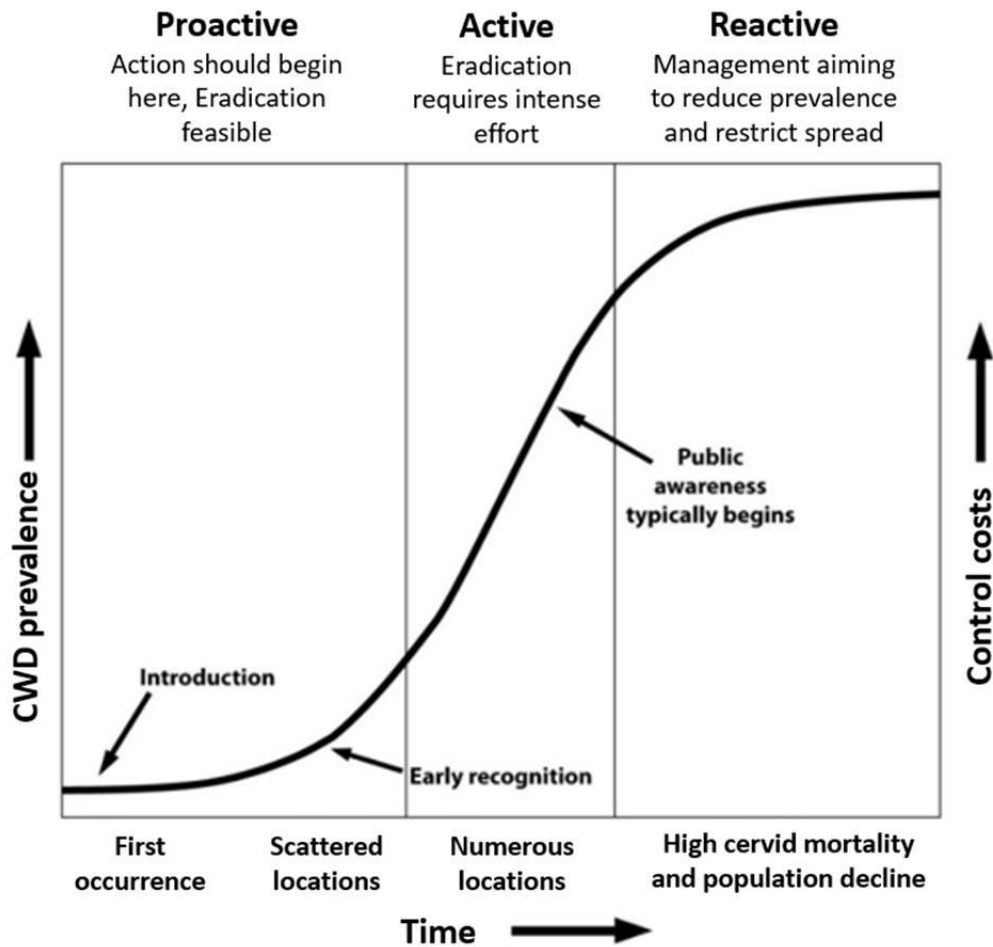 Proactive
Action should begin
here, Eradication
feasible
Active
Eradication
requires intense
effort
Reactive
Management aiming
to reduce prevalence
and restrict spread
CWD prevalence
Control costs
Public
awareness
typically begins
Introduction
Early recognition
First
occurrence
Scattered
locations
Numerous
locations
High cervid mortality
and population decline
Time